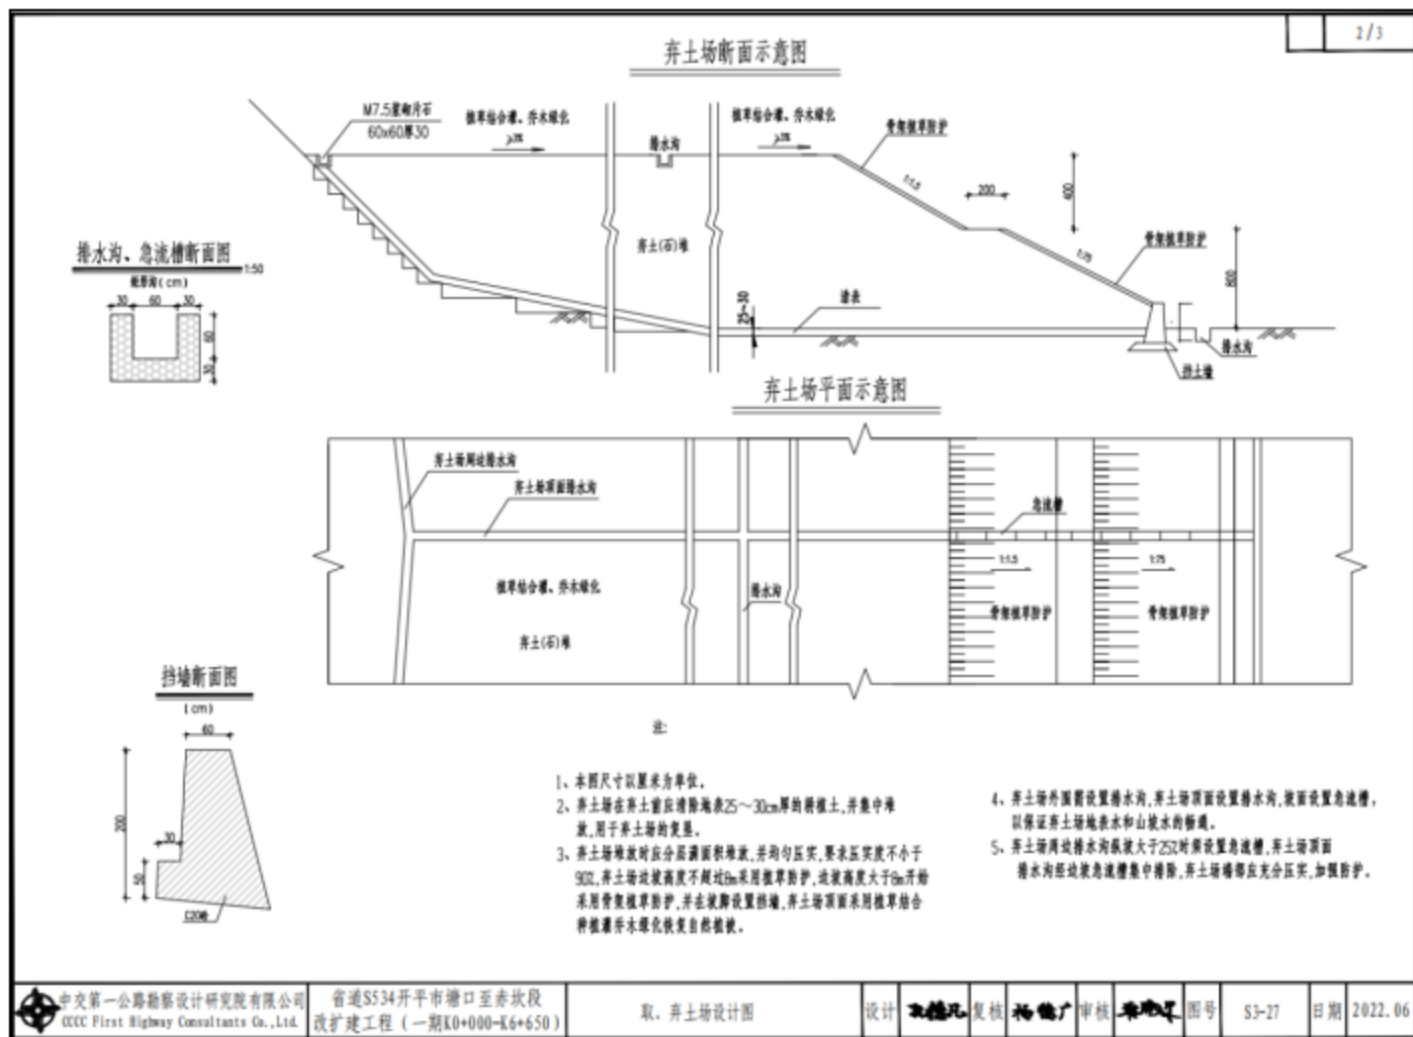 2/3
弃土场断面示意图
M7.5浆砌片石
60x60厚30
植草结合灌、乔木绿化
≥3%
排水沟
植草结合灌、乔木绿化
≥3%
骨架植草防护
1:1.5
200
400
骨架植草防护
1:75
800
弃土(石)堆
25~30
清表
排水沟
挡土墙
排水沟、急流槽断面图
1:50
矩形沟(cm)
30 60 30
60
30
弃土场平面示意图
弃土场周边排水沟
弃土场顶面排水沟
急流槽
1:1.5
1:75
植草结合灌、乔木绿化
排水沟
骨架植草防护
骨架植草防护
弃土(石)堆
挡墙断面图
(cm)
60
200
30
50
C20砼
注:
1、本图尺寸以厘米为单位。
2、弃土场在弃土前应清除地表25～30cm厚的耕植土,并集中堆
放,用于弃土场的复垦。
3、弃土场堆放时应分层满面积堆放,并均匀压实,要求压实度不小于
90%,弃土场边坡高度不超过8m采用植草防护,边坡高度大于8m开始
采用骨架植草防护,并在坡脚设置挡墙,弃土场顶面采用植草结合
种植灌乔木绿化恢复自然植被。
4、弃土场外围需设置排水沟,弃土场顶面设置排水沟,坡面设置急流槽,
以保证弃土场地表水和山坡水的畅通。
5、弃土场周边排水沟纵坡大于25%时须设置急流槽,弃土场顶面
排水沟经边坡急流槽集中排除,弃土场墙部应充分压实,加强防护。
中交第一公路勘察设计研究院有限公司
CCCC First Highway Consultants Co.,Ltd.
省道S534开平市塘口至赤坎段
改扩建工程（一期K0+000-K6+650）
取、弃土场设计图
设计
复核
审核
图号
S3-27
日期
2022.06